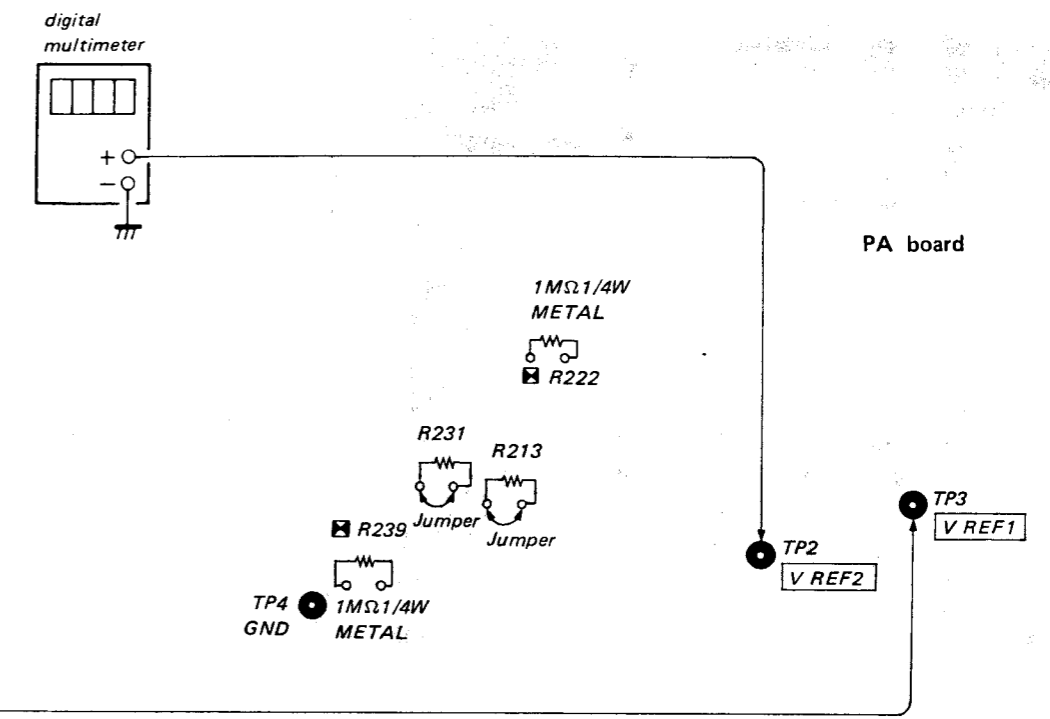 digital
multimeter
+
−
PA board
1MΩ1/4W
METAL
R222
R231
R213
Jumper
Jumper
R239
TP4
GND
1MΩ1/4W
METAL
TP2
V REF2
TP3
V REF1